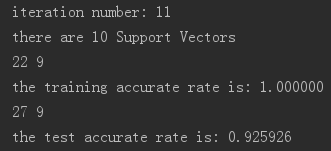 iteration number: 11
there are 10 Support Vectors
22 9
the training accurate rate is: 1.000000
27 9
the test accurate rate is: 0.925926